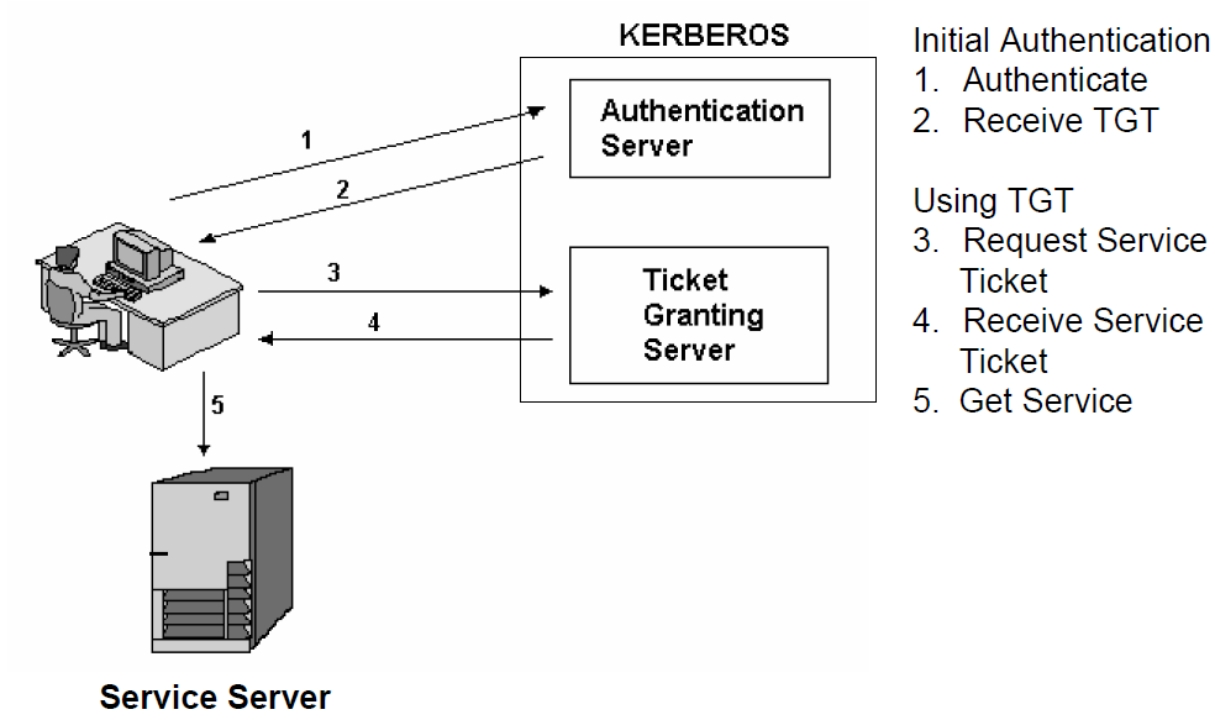 KERBEROS
Authentication
Server
Ticket
Granting
Server
1
2
3
4
5
Service Server
Initial Authentication
1. Authenticate
2. Receive TGT
Using TGT
3. Request Service
Ticket
4. Receive Service
Ticket
5. Get Service